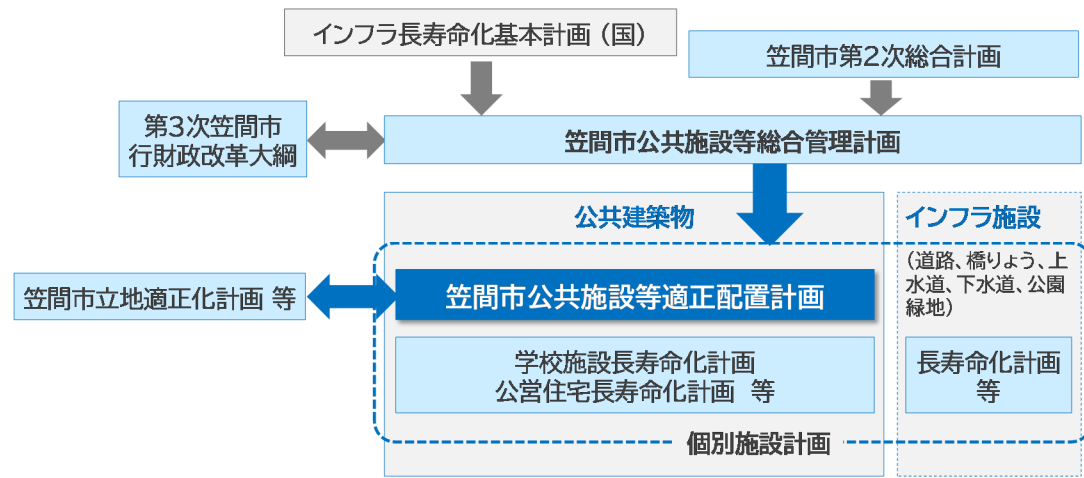 インフラ長寿命化基本計画（国）
笠間市第２次総合計画
第３次笠間市
行財政改革大綱
笠間市公共施設等総合管理計画
公共建築物
インフラ施設
（道路、橋りょう、上
水道、下水道、公園
緑地）
笠間市立地適正化計画 等
笠間市公共施設等適正配置計画
学校施設長寿命化計画
公営住宅長寿命化計画 等
長寿命化計画
等
個別施設計画